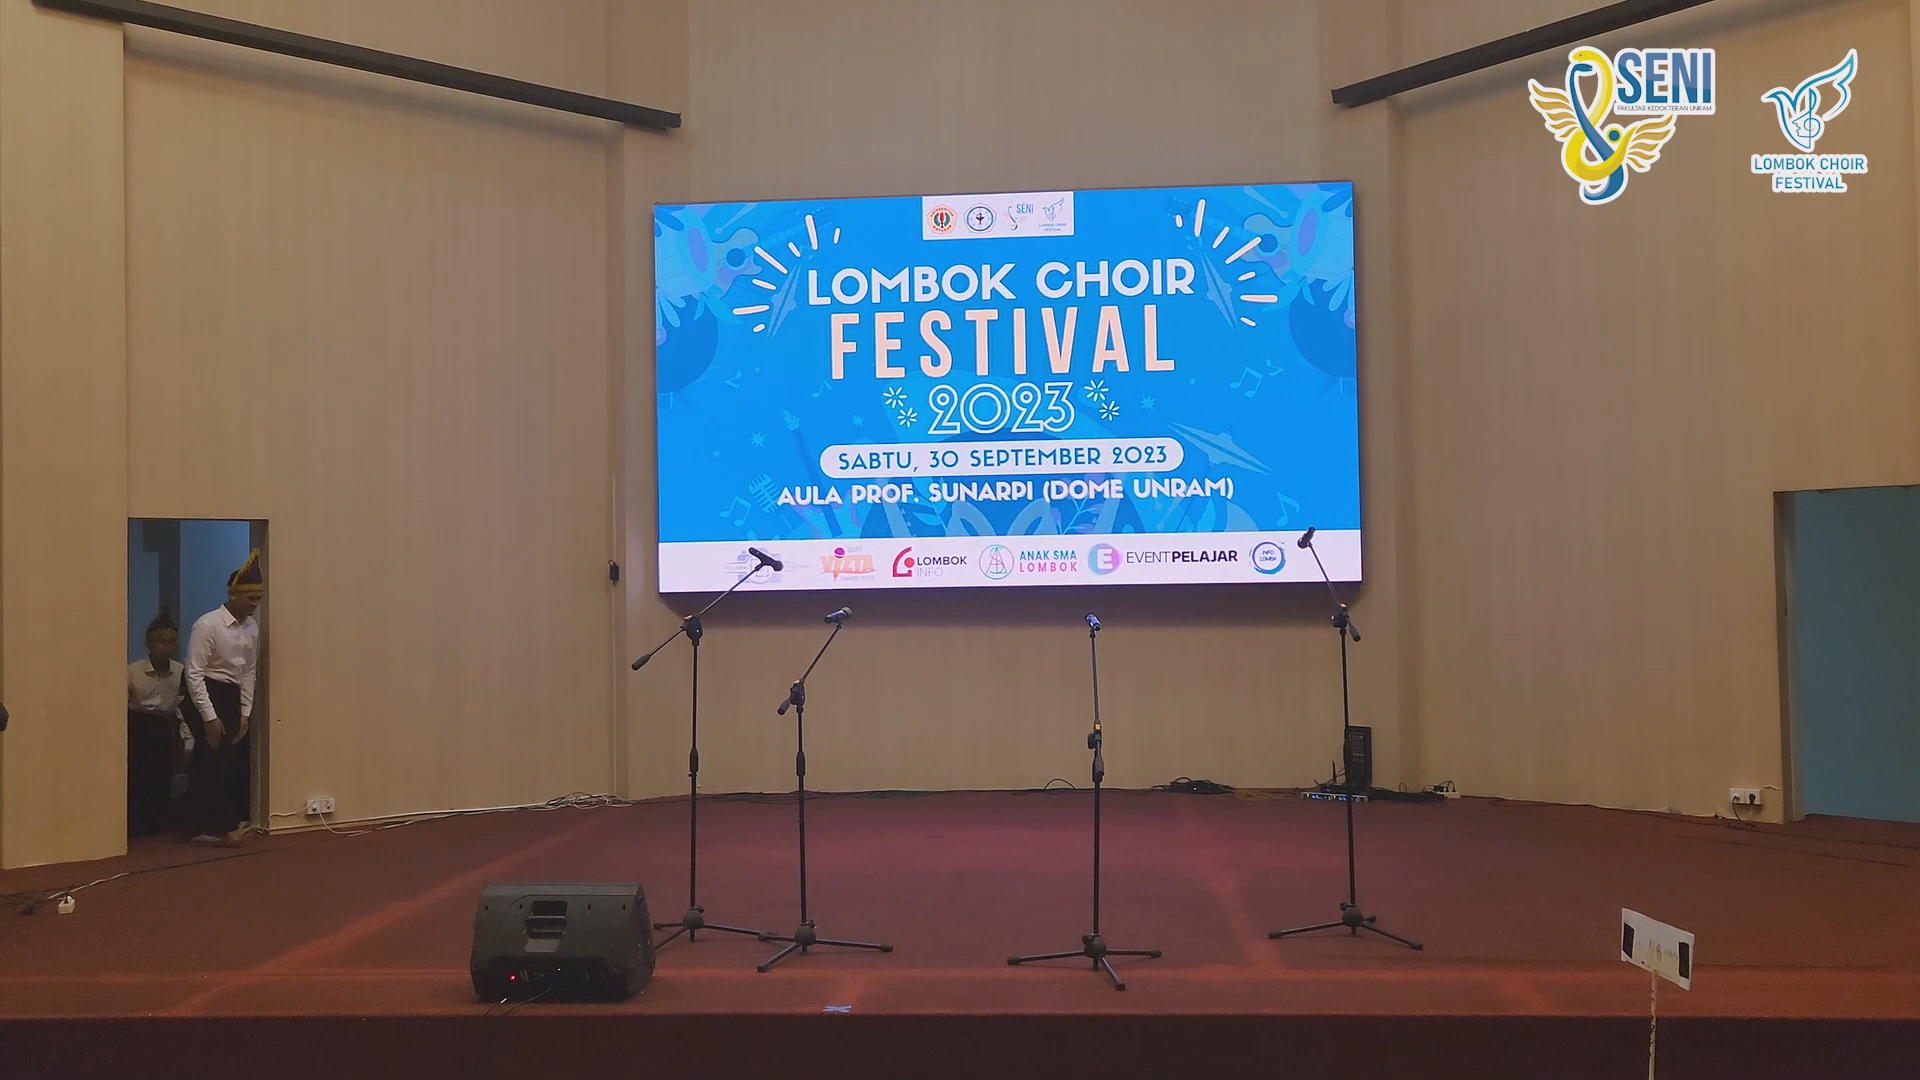 SENI
FAKULTAS KEDOKTERAN UNRAM
LOMBOK CHOIR
FESTIVAL
SENI
LOMBOK CHOIR
FESTIVAL
LOMBOK CHOIR
FESTIVAL
2023
SABTU, 30 SEPTEMBER 2023
AULA PROF. SUNARPI (DOME UNRAM)
VIZTA
LOMBOK
INFO
ANAK SMA
LOMBOK
EVENTPELAJAR
INFO
LOMBA